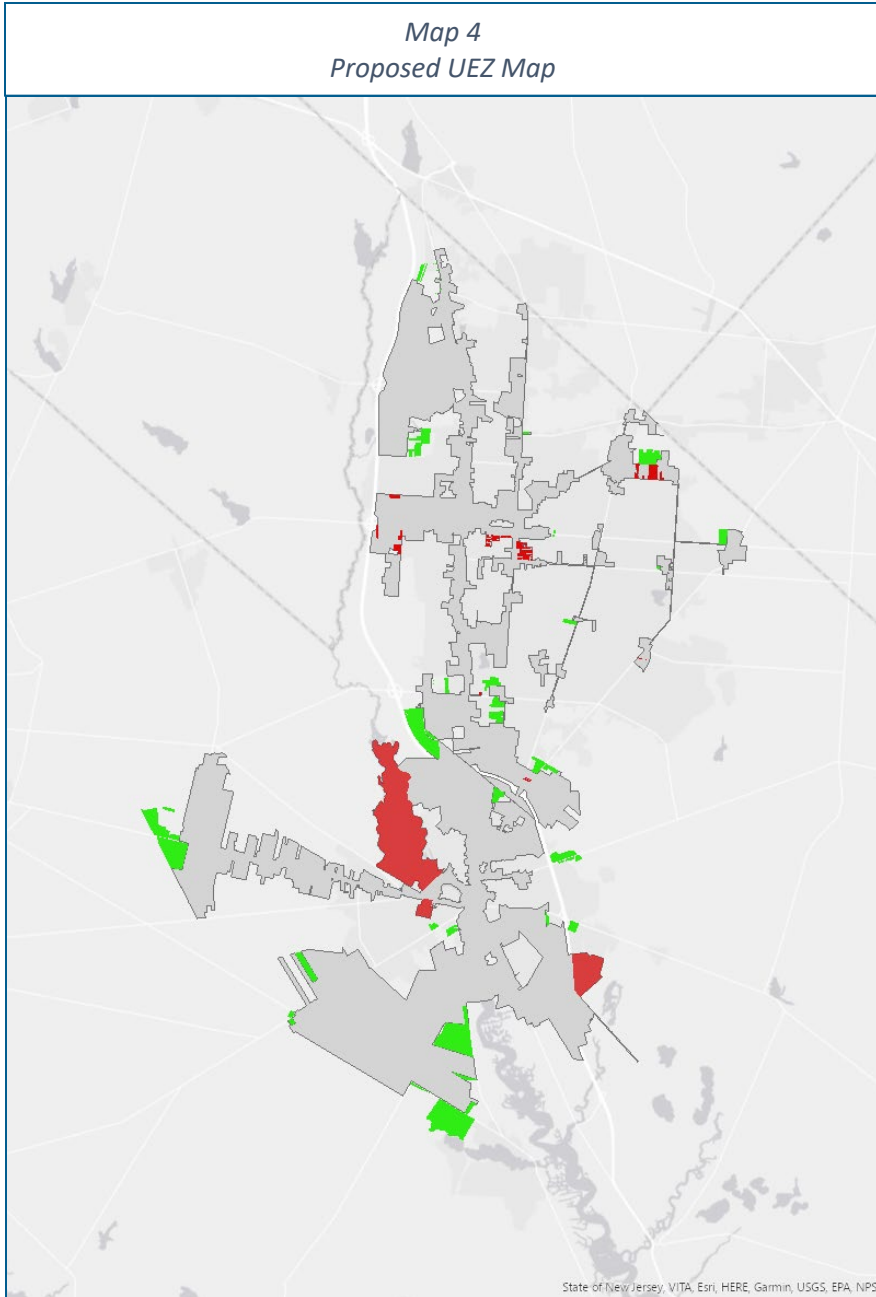 Map 4
Proposed UEZ Map
State of New Jersey, VITA, Esri, HERE, Garmin, USGS, EPA, NPS